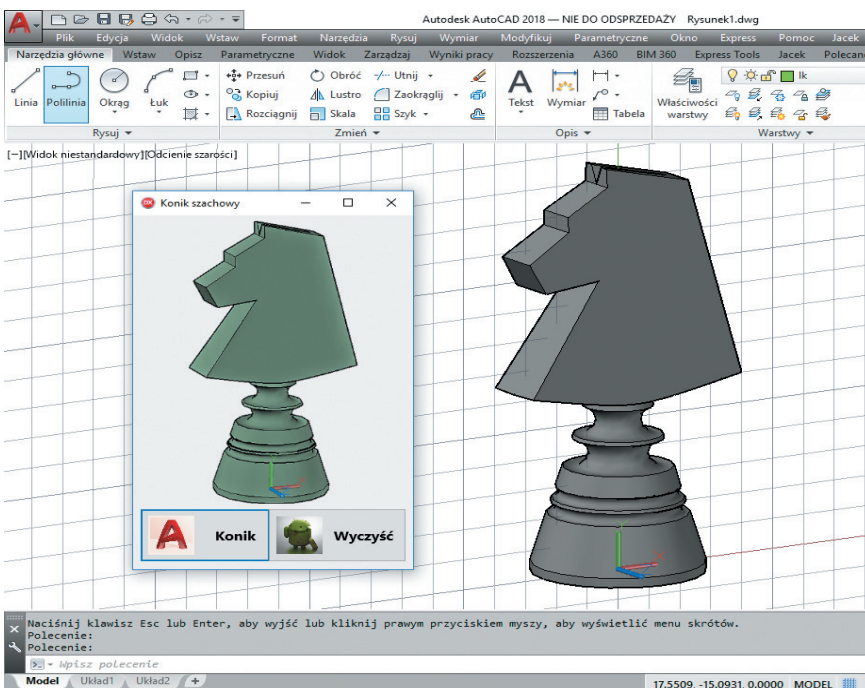 Autodesk AutoCAD 2018 — NIE DO ODSPRZEDAŻY Rysunek1.dwg
Plik Edycja Widok Wstaw Format Narzędzia Rysuj Wymiar Modyfikuj Parametryczne Okno Express Pomoc Jacek
Narzędzia główne Wstaw Opisz Parametryczne Widok Zarządzaj Wyniki pracy Rozszerzenia A360 BIM 360 Express Tools Jacek Polecane
Przesuń Obróć Utnij lk
Kopiuj Lustro Zaokrąglij
Linia Polilinia Okrąg Łuk Tekst Wymiar Właściwości warstwy
Rozciągnij Skala Szyk Tabela
Rysuj Zmień Opis Warstwy
[−][Widok niestandardowy][Odcienie szarości]
Konik szachowy
Konik Wyczyść
Naciśnij klawisz Esc lub Enter, aby wyjść lub kliknij prawym przyciskiem myszy, aby wyświetlić menu skrótów.
Polecenie:
Polecenie:
Wpisz polecenie
Model Układ1 Układ2 +
17.5509, -15.0931, 0.0000 MODEL